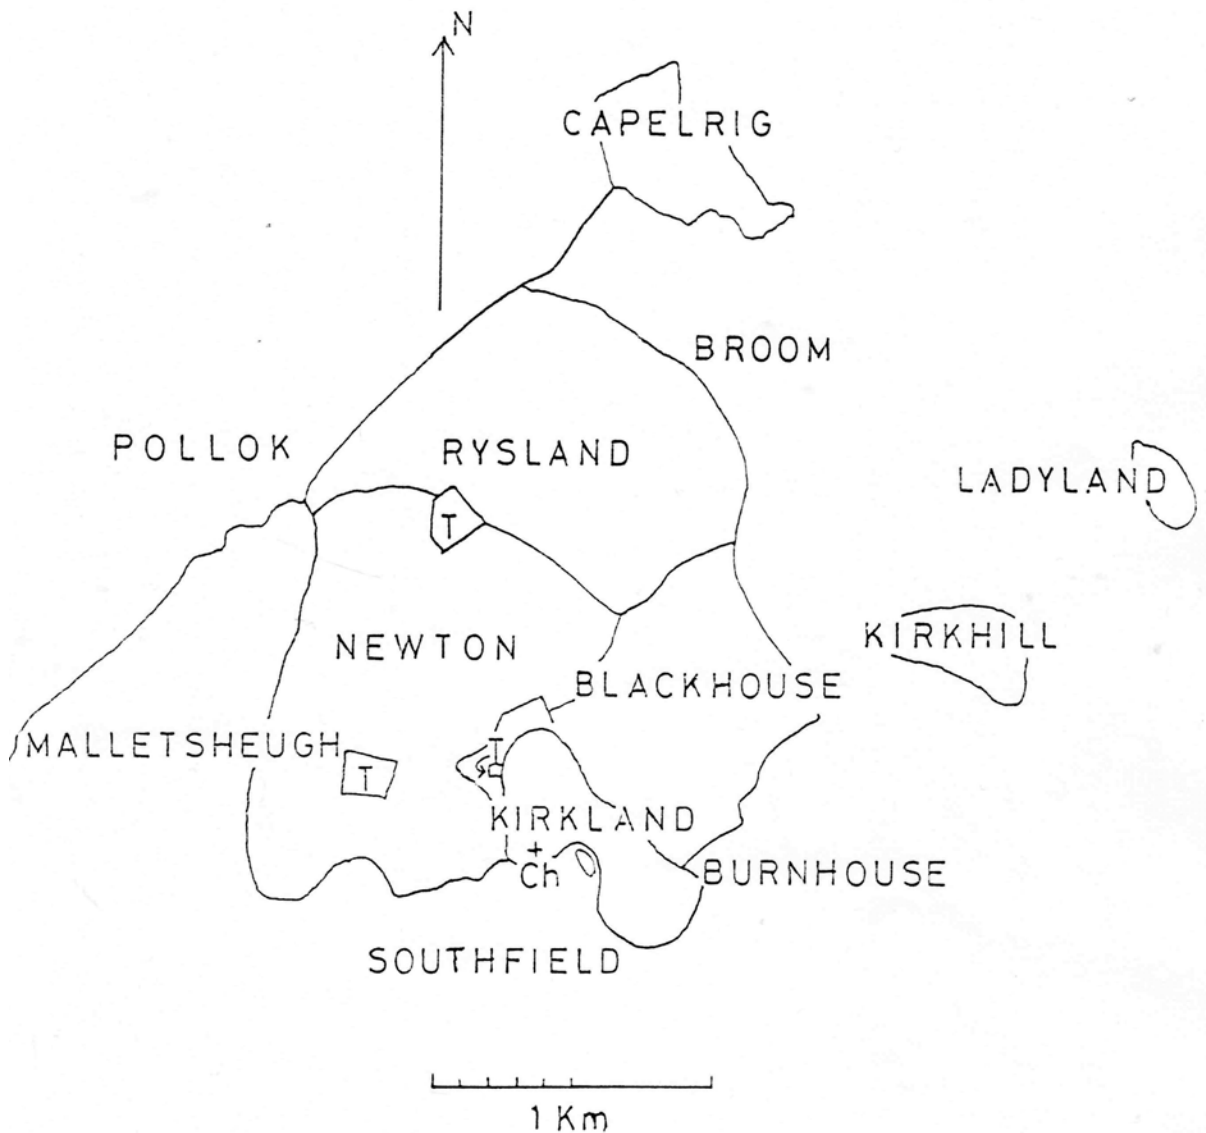 N
CAPELRIG
BROOM
POLLOK
RYSLAND
LADYLAND
T
NEWTON
KIRKHILL
BLACKHOUSE
MALLETSHEUGH
T
T
KIRKLAND
+
Ch
BURNHOUSE
SOUTHFIELD
1 Km